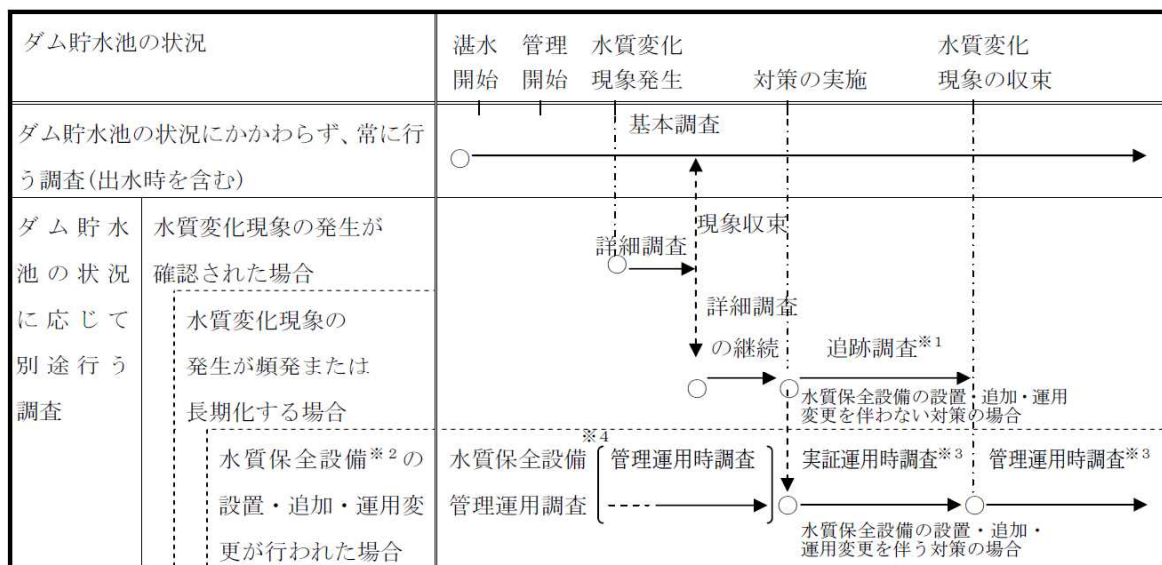 ダム貯水池の状況
湛水 管理 水質変化 水質変化
開始 開始 現象発生 対策の実施 現象の収束
ダム貯水池の状況にかかわらず、常に行
う調査(出水時を含む)
基本調査
ダム貯水
池の状況
に応じて
別途行う
調査
水質変化現象の発生が
確認された場合
現象収束
詳細調査
水質変化現象の
発生が頻発または
長期化する場合
詳細調査
の継続
追跡調査※1
水質保全設備の設置・追加・運用
変更を伴わない対策の場合
水質保全設備※2の
設置・追加・運用変
更が行われた場合
水質保全設備
管理運用調査
※4
管理運用時調査
実証運用時調査※3
管理運用時調査※3
水質保全設備の設置・追加・
運用変更を伴う対策の場合